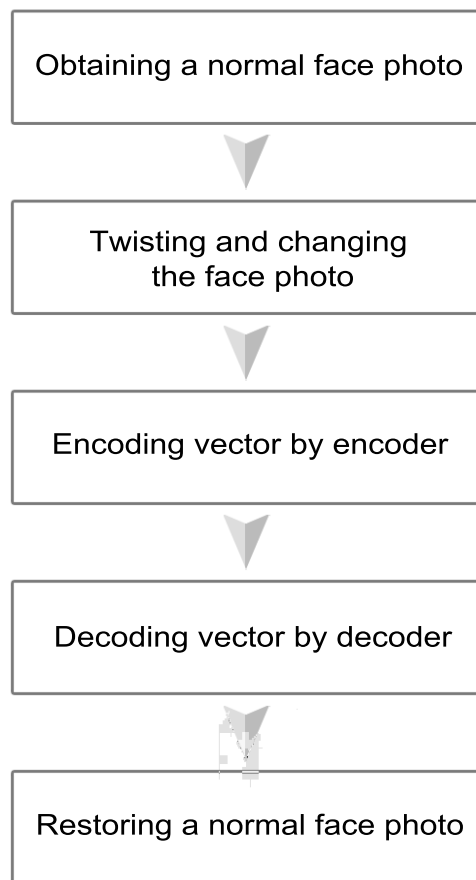 Obtaining a normal face photo
Twisting and changing
the face photo
Encoding vector by encoder
Decoding vector by decoder
Restoring a normal face photo